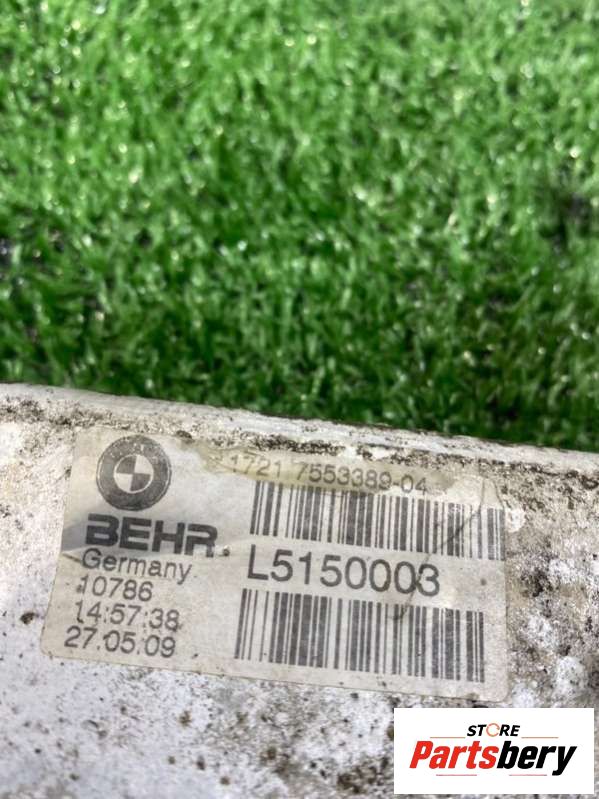 1721 7553389-04
BEHR
Germany
10786
14:57:38
27.05.09
L5150003
STORE
Partsbery